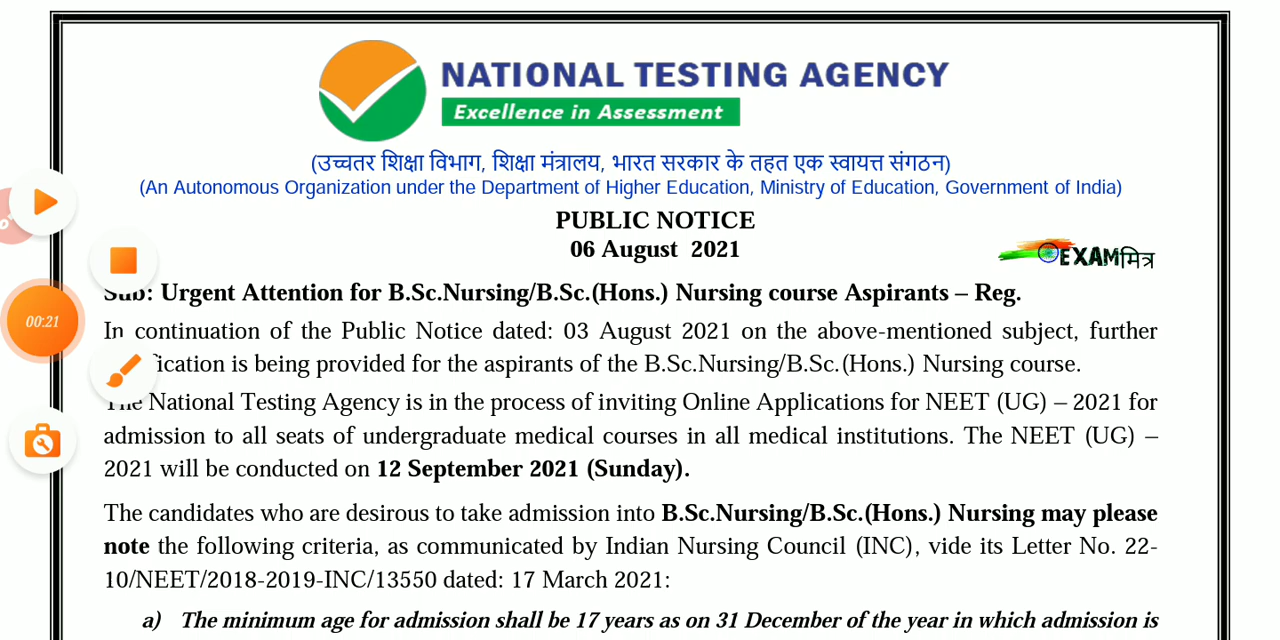 NATIONAL TESTING AGENCY
Excellence in Assessment
(उच्चतर शिक्षा विभाग, शिक्षा मंत्रालय, भारत सरकार के तहत एक स्वायत्त संगठन)
(An Autonomous Organization under the Department of Higher Education, Ministry of Education, Government of India)
PUBLIC NOTICE
06 August 2021
EXAMमित्र
Sub: Urgent Attention for B.Sc.Nursing/B.Sc.(Hons.) Nursing course Aspirants – Reg.
00:21
In continuation of the Public Notice dated: 03 August 2021 on the above-mentioned subject, further
ication is being provided for the aspirants of the B.Sc.Nursing/B.Sc.(Hons.) Nursing course.
The National Testing Agency is in the process of inviting Online Applications for NEET (UG) – 2021 for
admission to all seats of undergraduate medical courses in all medical institutions. The NEET (UG) –
2021 will be conducted on 12 September 2021 (Sunday).
The candidates who are desirous to take admission into B.Sc.Nursing/B.Sc.(Hons.) Nursing may please
note the following criteria, as communicated by Indian Nursing Council (INC), vide its Letter No. 22-
10/NEET/2018-2019-INC/13550 dated: 17 March 2021:
a) The minimum age for admission shall be 17 years as on 31 December of the year in which admission is